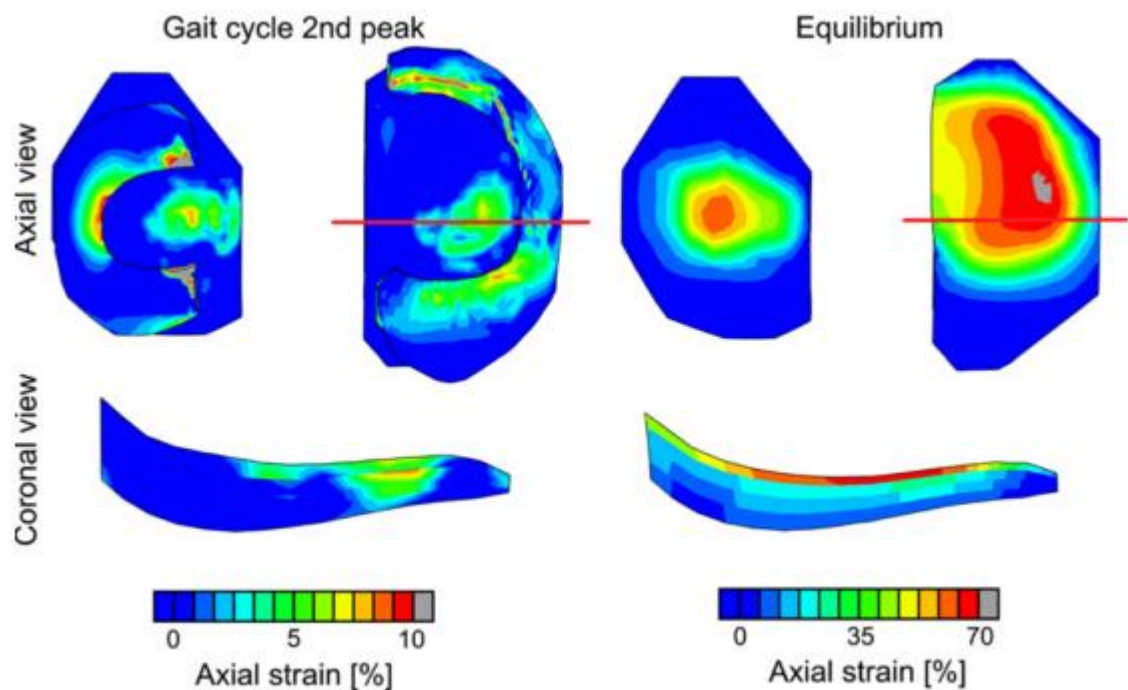 Gait cycle 2nd peak
Equilibrium
Axial view
Coronal view
0 5 10
Axial strain [%]
0 35 70
Axial strain [%]